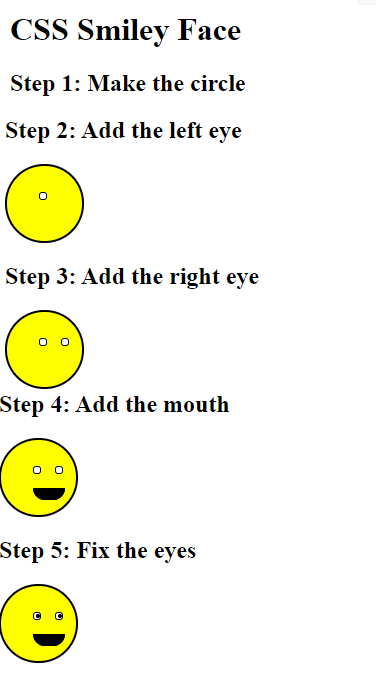 CSS Smiley Face
Step 1: Make the circle
Step 2: Add the left eye
Step 3: Add the right eye
Step 4: Add the mouth
Step 5: Fix the eyes